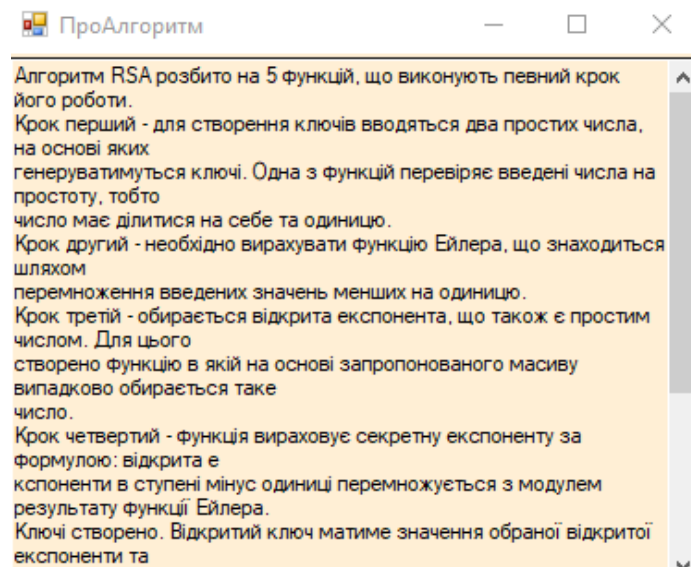 ПроАлгоритм
Алгоритм RSA розбито на 5 функцій, що виконують певний крок
його роботи.
Крок перший - для створення ключів вводяться два простих числа,
на основі яких
генеруватимуться ключі. Одна з функцій перевіряє введені числа на
простоту, тобто
число має ділитися на себе та одиницю.
Крок другий - необхідно вирахувати функцію Ейлера, що знаходиться
шляхом
перемноження введених значень менших на одиницю.
Крок третій - обирається відкрита експонента, що також є простим
числом. Для цього
створено функцію в якій на основі запропонованого масиву
випадково обирається таке
число.
Крок четвертий - функція вираховує секретну експоненту за
формулою: відкрита е
кспоненти в ступені мінус одиниці перемножується з модулем
результату функції Ейлера.
Ключі створено. Відкритий ключ матиме значення обраної відкритої
експоненти та